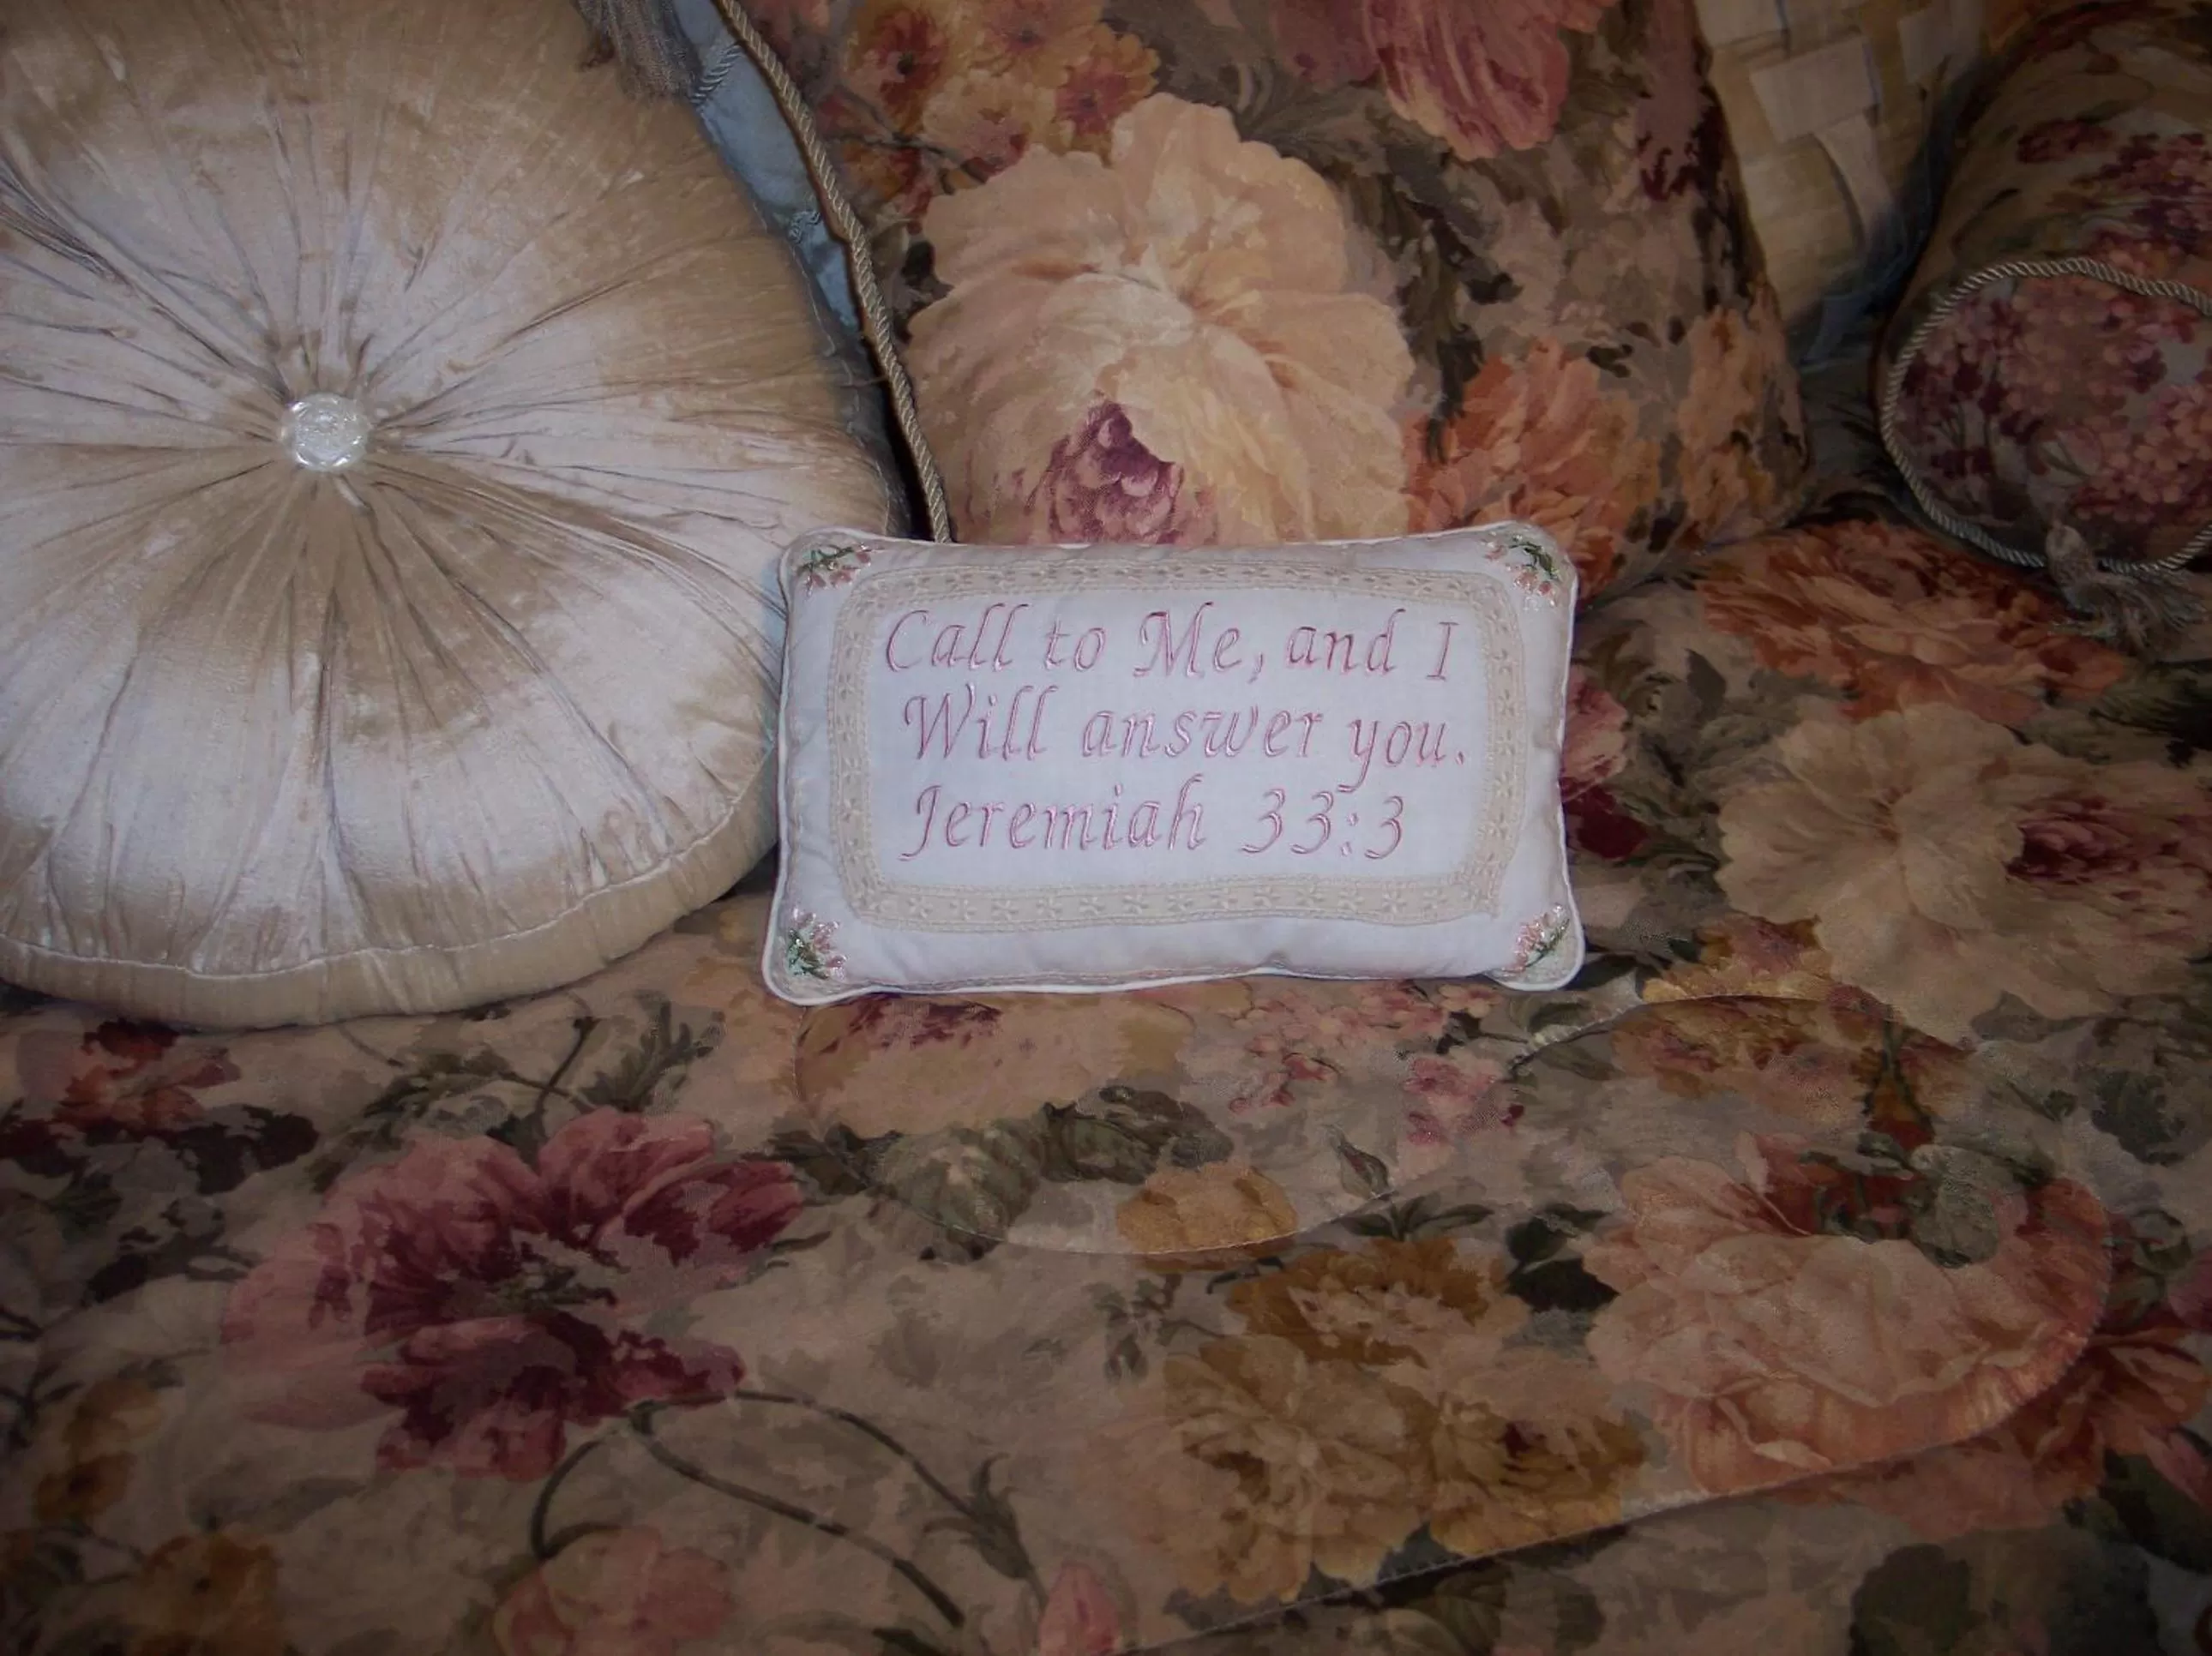 Call to Me, and I
Will answer you.
Jeremiah 33:3